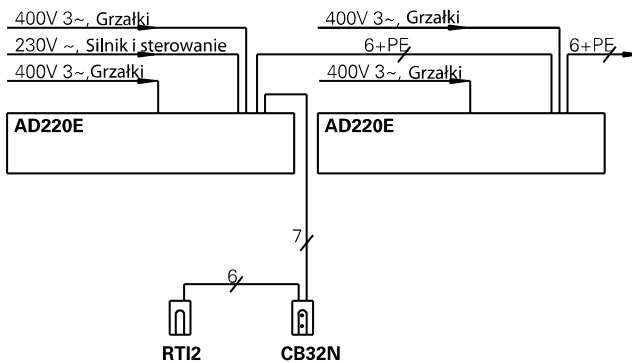 400V 3~, Grzałki
400V 3~, Grzałki
230V ~, Silnik i sterowanie
6+PE
6+PE
400V 3~,Grzałki
400V 3~, Grzałki
AD220E
AD220E
7
6
RTI2
CB32N